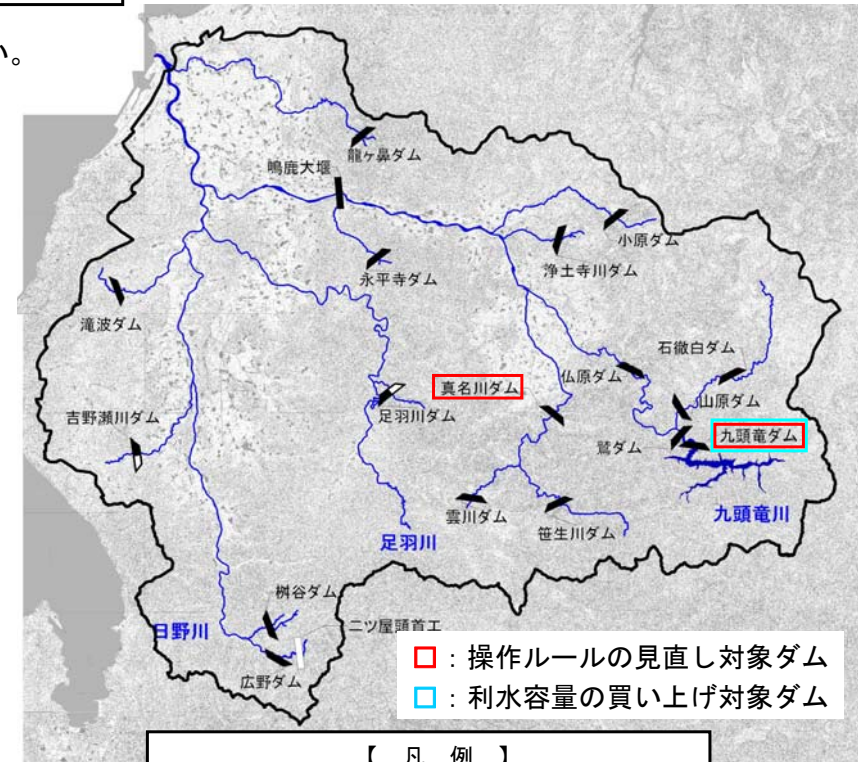 い。
龍ヶ鼻ダム
鳴鹿大堰
小原ダム
浄土寺川ダム
永平寺ダム
滝波ダム
石徹白ダム
仏原ダム
真名川ダム
山原ダム
足羽川ダム
吉野瀬川ダム
九頭竜ダム
鷲ダム
雲川ダム
九頭竜川
笹生川ダム
足羽川
桝谷ダム
二ツ屋頭首工
日野川
広野ダム
□：操作ルールの見直し対象ダム
□：利水容量の買い上げ対象ダム
【 凡 例 】